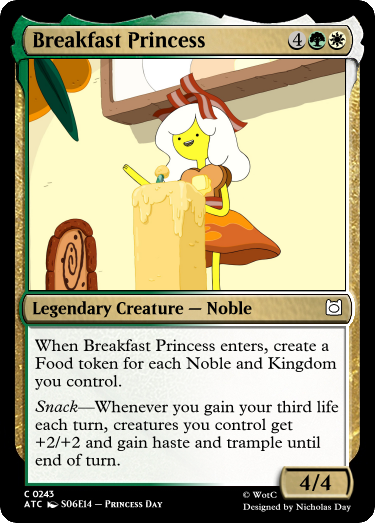 Breakfast Princess 4
Legendary Creature — Noble
When Breakfast Princess enters, create a
Food token for each Noble and Kingdom
you control.
Snack—Whenever you gain your third life
each turn, creatures you control get
+2/+2 and gain haste and trample until
end of turn.
4/4
C 0243
ATC S06E14 — Princess Day
© WotC
Designed by Nicholas Day